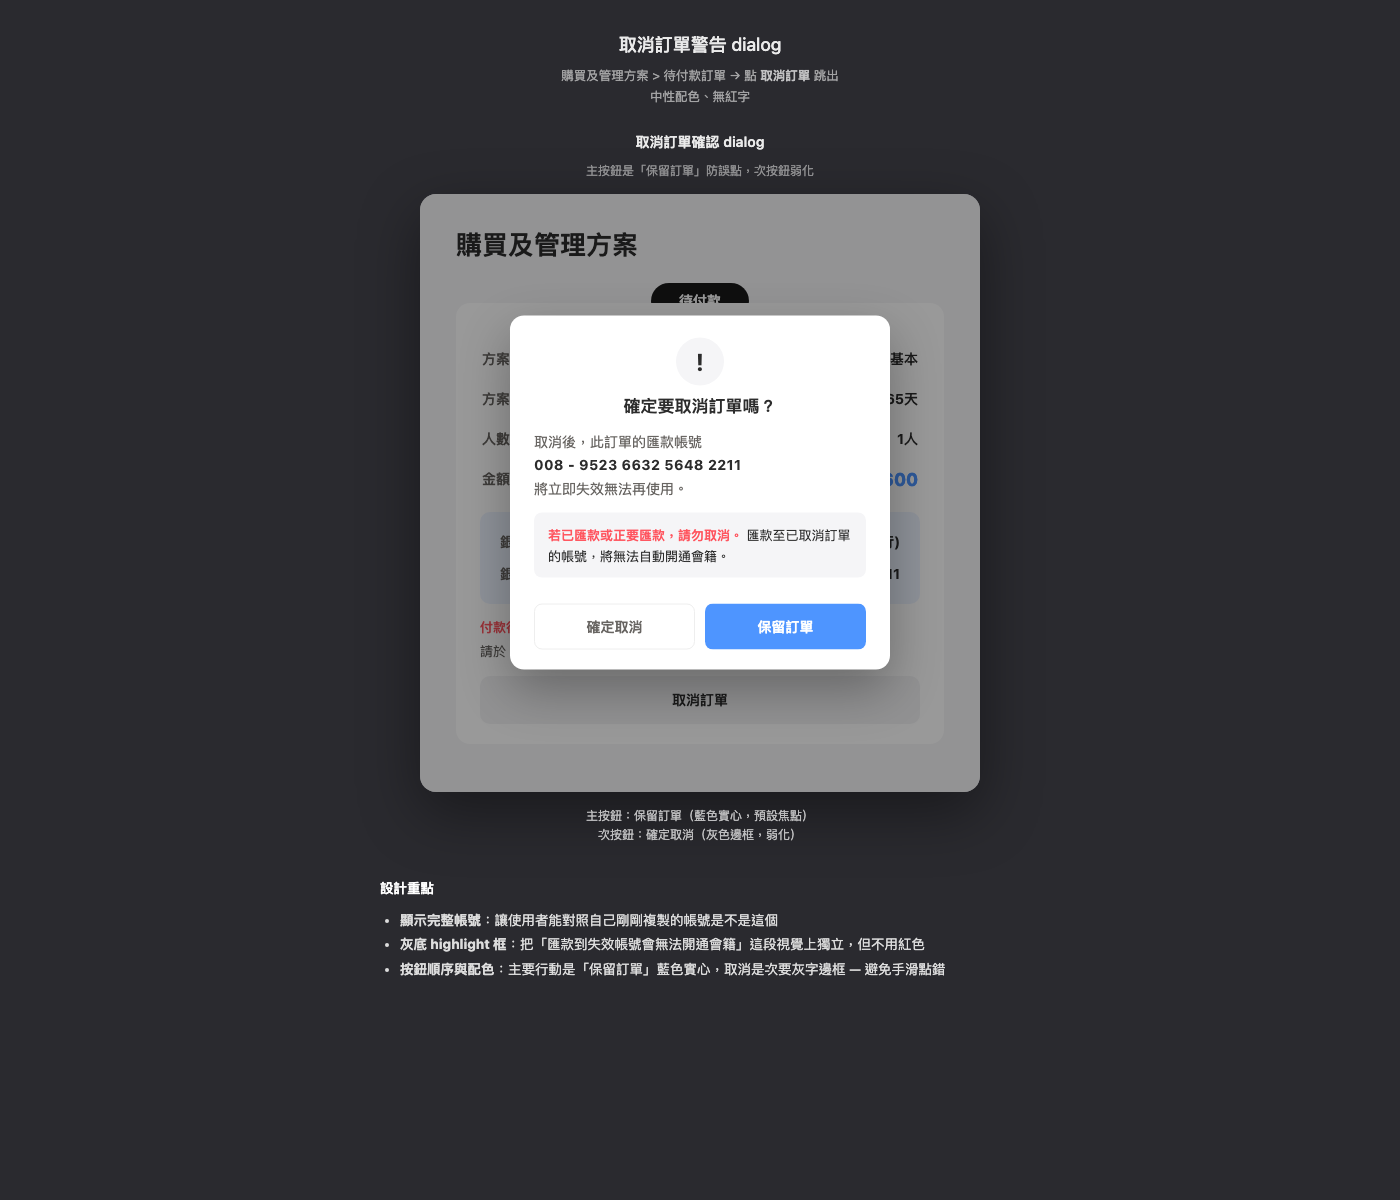 取消訂單警告 dialog
購買及管理方案 > 待付款訂單 → 點 取消訂單 跳出
中性配色、無紅字
取消訂單確認 dialog
主按鈕是「保留訂單」防誤點，次按鈕弱化
購買及管理方案
待付款
方案 基本
方案 65天
人數 1人
金額 600
!
確定要取消訂單嗎？
取消後，此訂單的匯款帳號
008 - 9523 6632 5648 2211
將立即失效無法再使用。
若已匯款或正要匯款，請勿取消。 匯款至已取消訂單
的帳號，將無法自動開通會籍。
銀 )
銀 11
確定取消 保留訂單
付款
請於
取消訂單
主按鈕：保留訂單（藍色實心，預設焦點）
次按鈕：確定取消（灰色邊框，弱化）
設計重點
• 顯示完整帳號：讓使用者能對照自己剛剛複製的帳號是不是這個
• 灰底 highlight 框：把「匯款到失效帳號會無法開通會籍」這段視覺上獨立，但不用紅色
• 按鈕順序與配色：主要行動是「保留訂單」藍色實心，取消是次要灰字邊框 — 避免手滑點錯